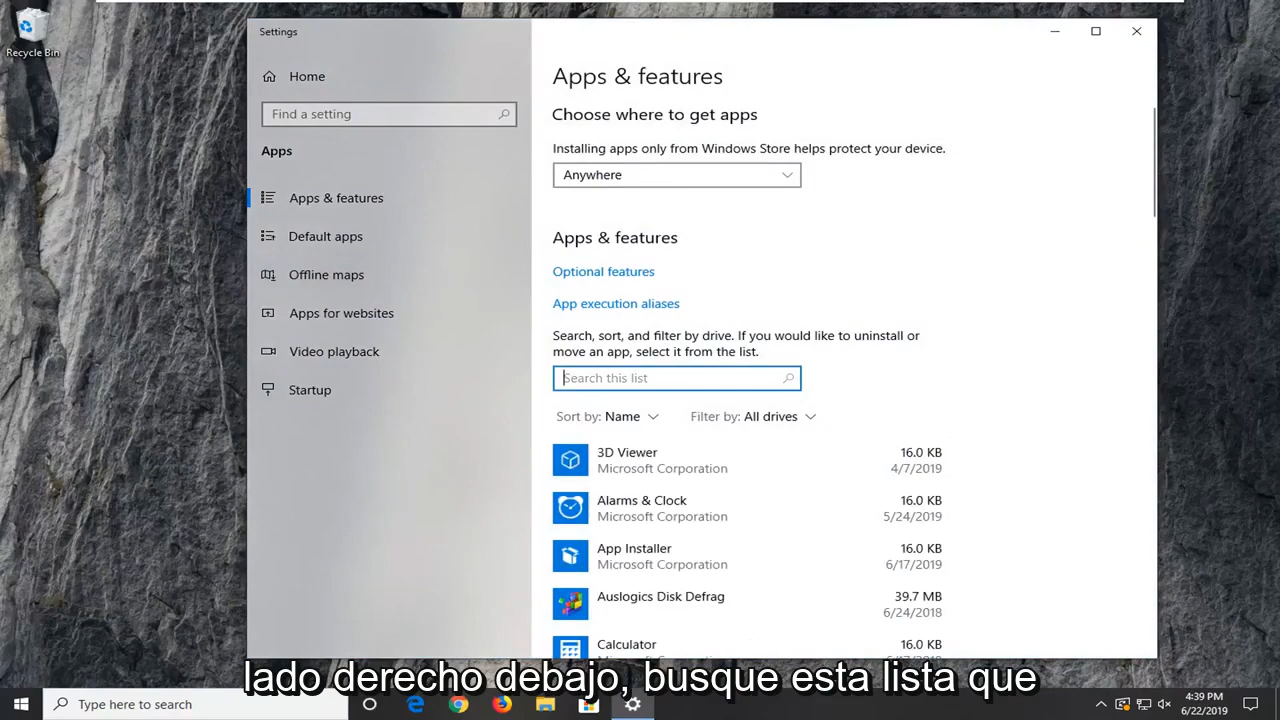 Recycle Bin
Settings
Home
Find a setting
Apps
Apps & features
Default apps
Offline maps
Apps for websites
Video playback
Startup
Apps & features
Choose where to get apps
Installing apps only from Windows Store helps protect your device.
Anywhere
Apps & features
Optional features
App execution aliases
Search, sort, and filter by drive. If you would like to uninstall or
move an app, select it from the list.
Search this list
Sort by: Name Filter by: All drives
3D Viewer 16.0 KB
Microsoft Corporation 4/7/2019
Alarms & Clock 16.0 KB
Microsoft Corporation 5/24/2019
App Installer 16.0 KB
Microsoft Corporation 6/17/2019
Auslogics Disk Defrag 39.7 MB
6/24/2018
Calculator 16.0 KB
lado derecho debajo, busque esta lista que
Type here to search
4:39 PM
6/22/2019